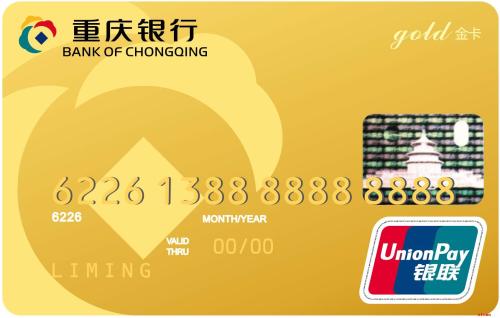 重庆银行
BANK OF CHONGQING
gold 金卡
6226 1388 8888 8888
6226
MONTH/YEAR
VALID
THRU
00/00
LIMING
UnionPay
银联